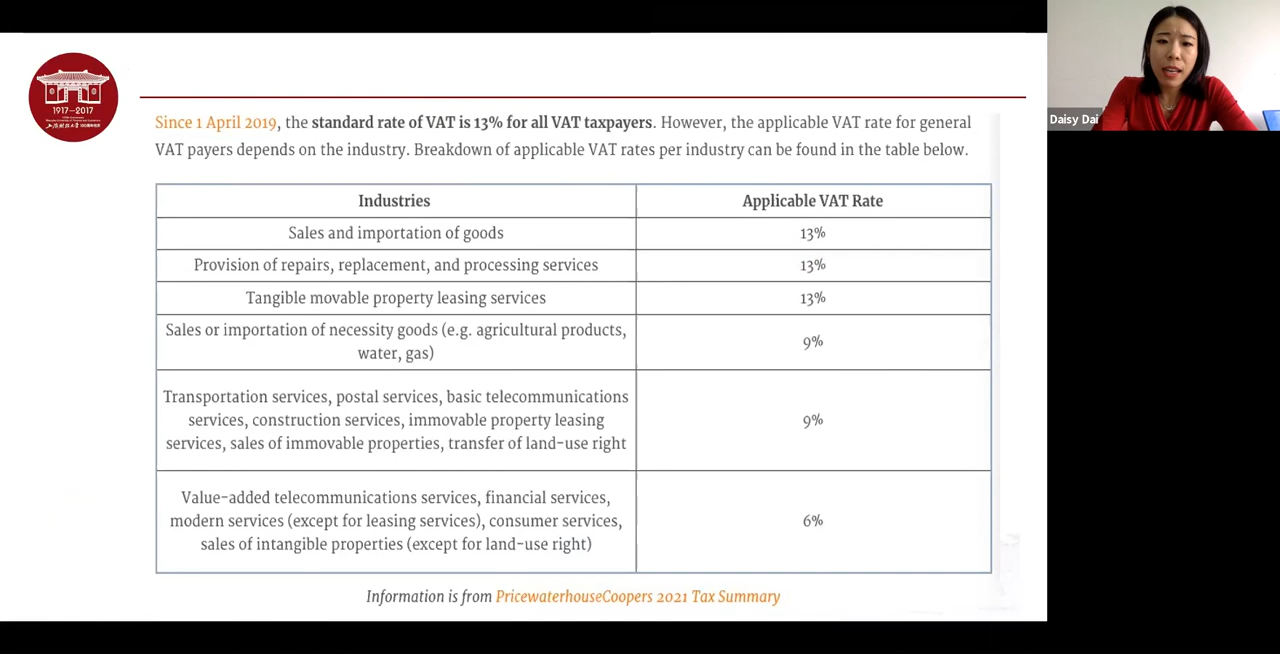 1917—2017
Since 1 April 2019, the standard rate of VAT is 13% for all VAT taxpayers. However, the applicable VAT rate for general
VAT payers depends on the industry. Breakdown of applicable VAT rates per industry can be found in the table below.
Industries
Applicable VAT Rate
Sales and importation of goods
13%
Provision of repairs, replacement, and processing services
13%
Tangible movable property leasing services
13%
Sales or importation of necessity goods (e.g. agricultural products,
water, gas)
9%
Transportation services, postal services, basic telecommunications
services, construction services, immovable property leasing
services, sales of immovable properties, transfer of land-use right
9%
Value-added telecommunications services, financial services,
modern services (except for leasing services), consumer services,
sales of intangible properties (except for land-use right)
6%
Information is from PricewaterhouseCoopers 2021 Tax Summary
Daisy Dai